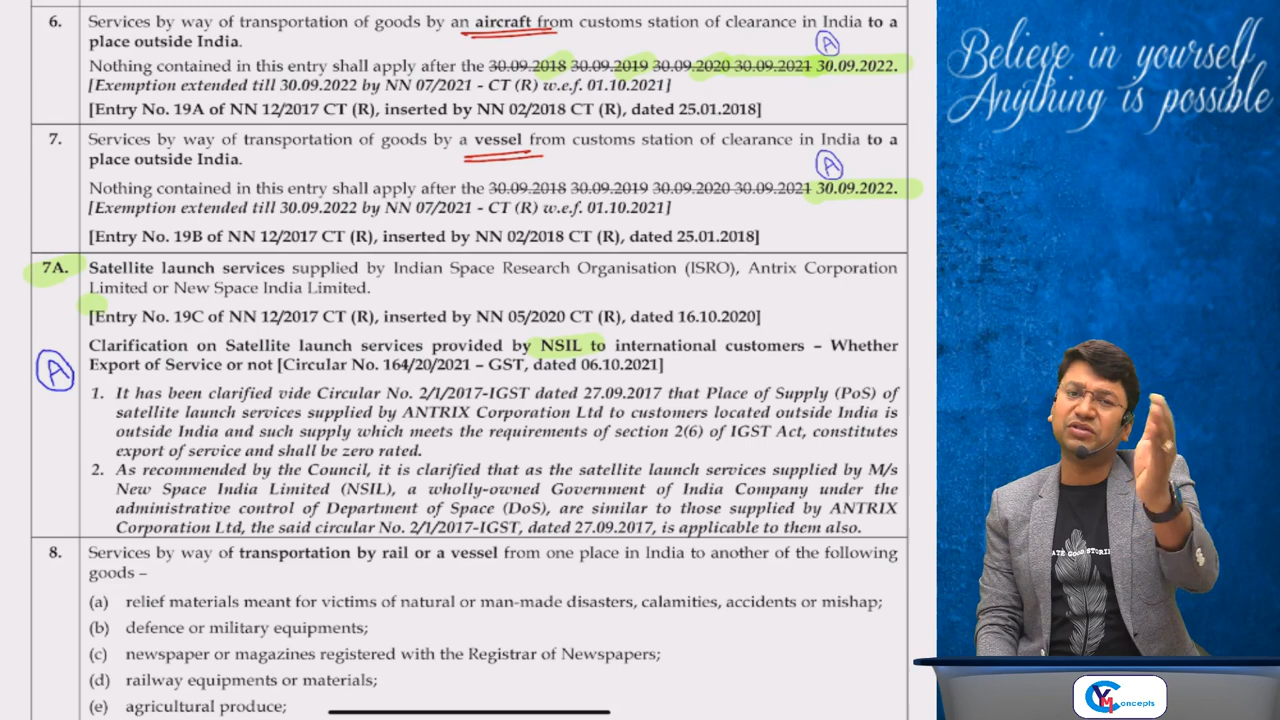 6. Services by way of transportation of goods by an aircraft from customs station of clearance in India to a
place outside India.
A
Nothing contained in this entry shall apply after the 30.09.2018 30.09.2019 30.09.2020 30.09.2021 30.09.2022.
[Exemption extended till 30.09.2022 by NN 07/2021 - CT (R) w.e.f. 01.10.2021]
[Entry No. 19A of NN 12/2017 CT (R), inserted by NN 02/2018 CT (R), dated 25.01.2018]
7. Services by way of transportation of goods by a vessel from customs station of clearance in India to a
place outside India.
A
Nothing contained in this entry shall apply after the 30.09.2018 30.09.2019 30.09.2020 30.09.2021 30.09.2022.
[Exemption extended till 30.09.2022 by NN 07/2021 - CT (R) w.e.f. 01.10.2021]
[Entry No. 19B of NN 12/2017 CT (R), inserted by NN 02/2018 CT (R), dated 25.01.2018]
7A. Satellite launch services supplied by Indian Space Research Organisation (ISRO), Antrix Corporation
Limited or New Space India Limited.
[Entry No. 19C of NN 12/2017 CT (R), inserted by NN 05/2020 CT (R), dated 16.10.2020]
Clarification on Satellite launch services provided by NSIL to international customers – Whether
A
Export of Service or not [Circular No. 164/20/2021 – GST, dated 06.10.2021]
1. It has been clarified vide Circular No. 2/1/2017-IGST dated 27.09.2017 that Place of Supply (PoS) of
satellite launch services supplied by ANTRIX Corporation Ltd to customers located outside India is
outside India and such supply which meets the requirements of section 2(6) of IGST Act, constitutes
export of service and shall be zero rated.
2. As recommended by the Council, it is clarified that as the satellite launch services supplied by M/s
New Space India Limited (NSIL), a wholly-owned Government of India Company under the
administrative control of Department of Space (DoS), are similar to those supplied by ANTRIX
Corporation Ltd, the said circular No. 2/1/2017-IGST, dated 27.09.2017, is applicable to them also.
8. Services by way of transportation by rail or a vessel from one place in India to another of the following
goods –
(a) relief materials meant for victims of natural or man-made disasters, calamities, accidents or mishap;
(b) defence or military equipments;
(c) newspaper or magazines registered with the Registrar of Newspapers;
(d) railway equipments or materials;
(e) agricultural produce;
Believe in yourself
Anything is possible
GOOD STORI
YM Concepts